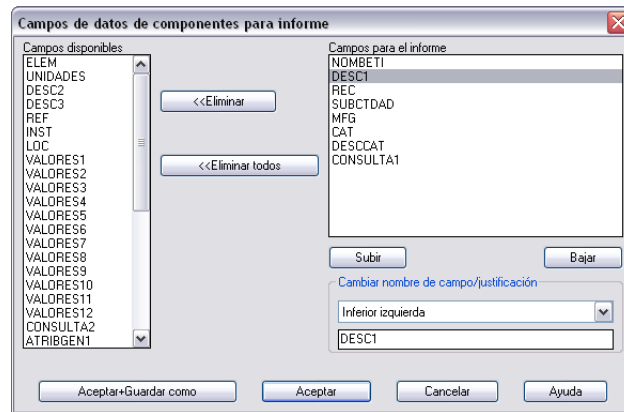 Campos de datos de componentes para informe
Campos disponibles
ELEM
UNIDADES
DESC2
DESC3
REF
INST
LOC
VALORES1
VALORES2
VALORES3
VALORES4
VALORES5
VALORES6
VALORES7
VALORES8
VALORES9
VALORES10
VALORES11
VALORES12
CONSULTA2
ATRIBGEN1
<<Eliminar
<<Eliminar todos
Campos para el informe
NOMBETI
DESC1
REC
SUBCTDAD
MFG
CAT
DESCCAT
CONSULTA1
Subir
Bajar
Cambiar nombre de campo/justificación
Inferior izquierda
DESC1
Aceptar+Guardar como
Aceptar
Cancelar
Ayuda